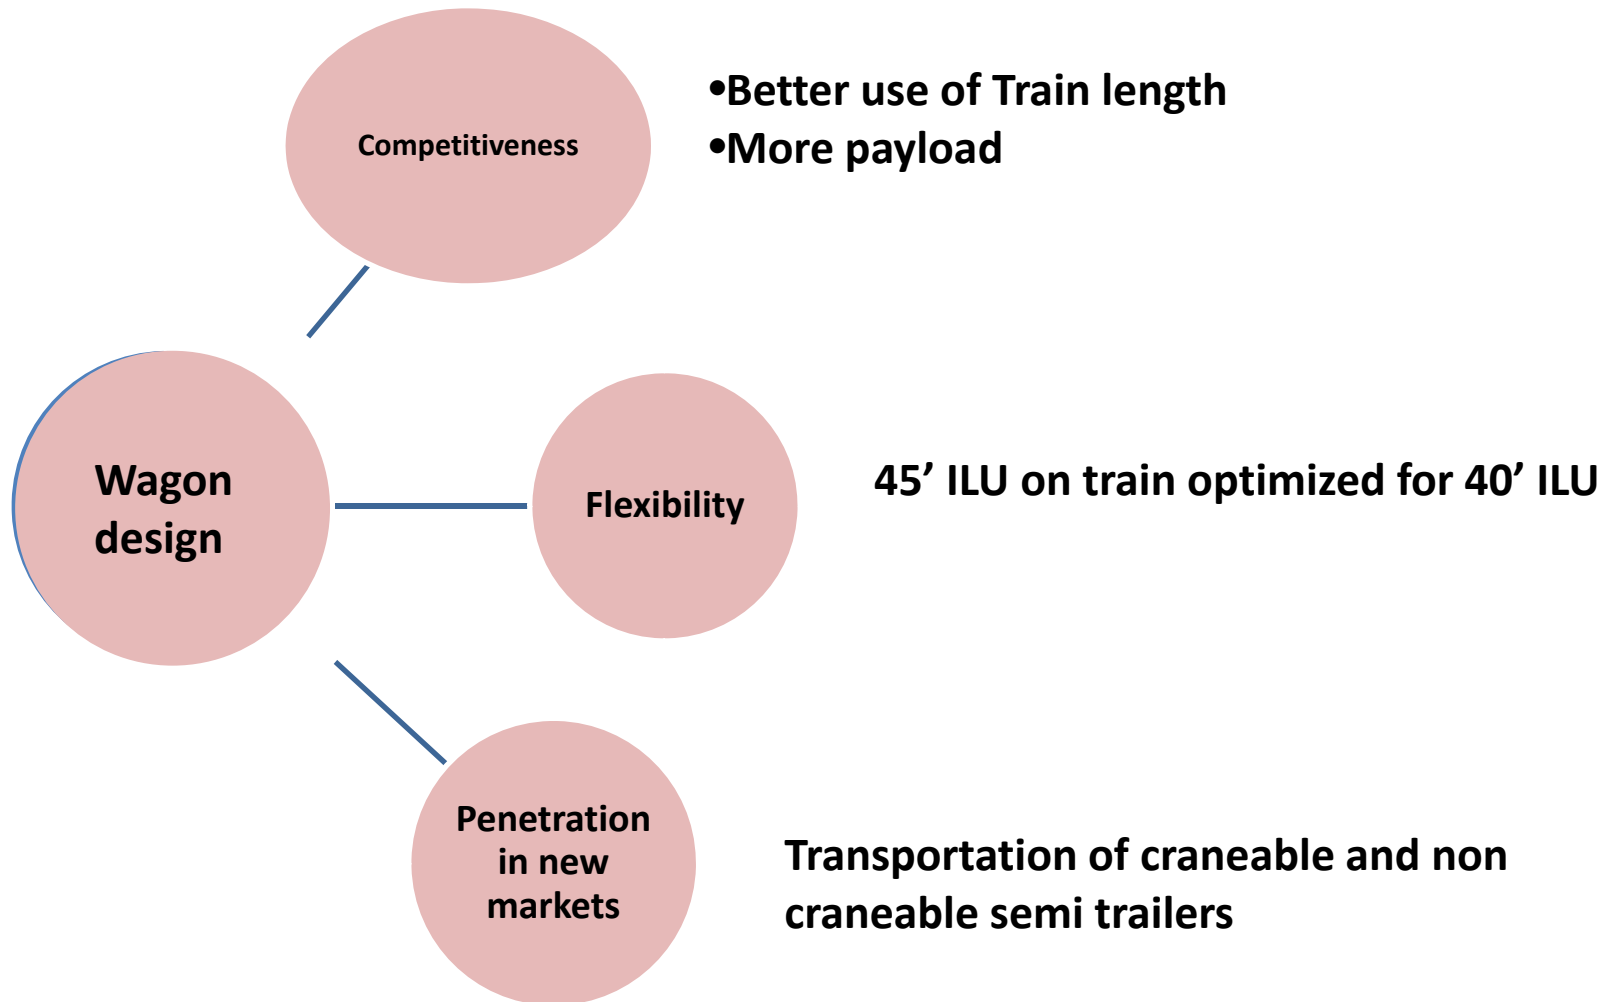 Competitiveness
•Better use of Train length
•More payload
Wagon
design
Flexibility
45’ ILU on train optimized for 40’ ILU
Penetration
in new
markets
Transportation of craneable and non
craneable semi trailers